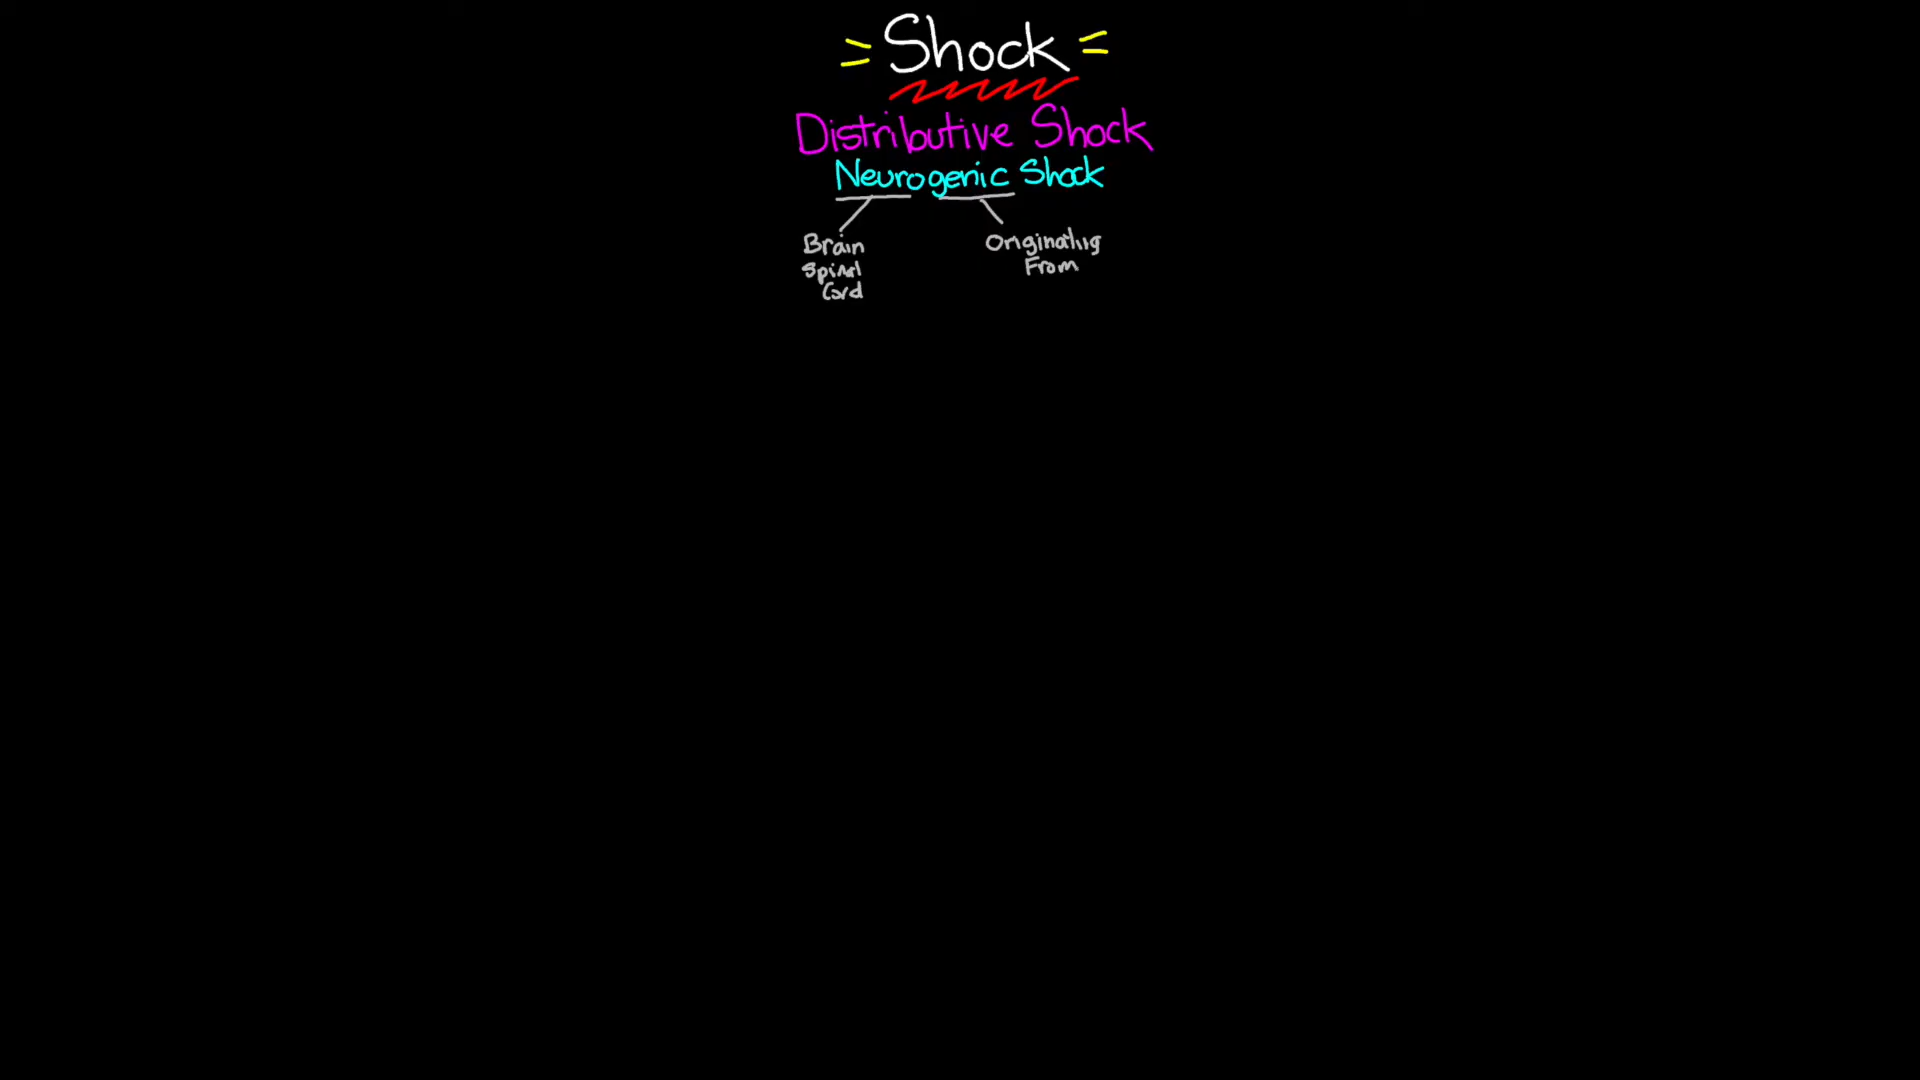 Shock
Distributive Shock
Neurogenic Shock
Brain
Spinal
Cord
Originating
From